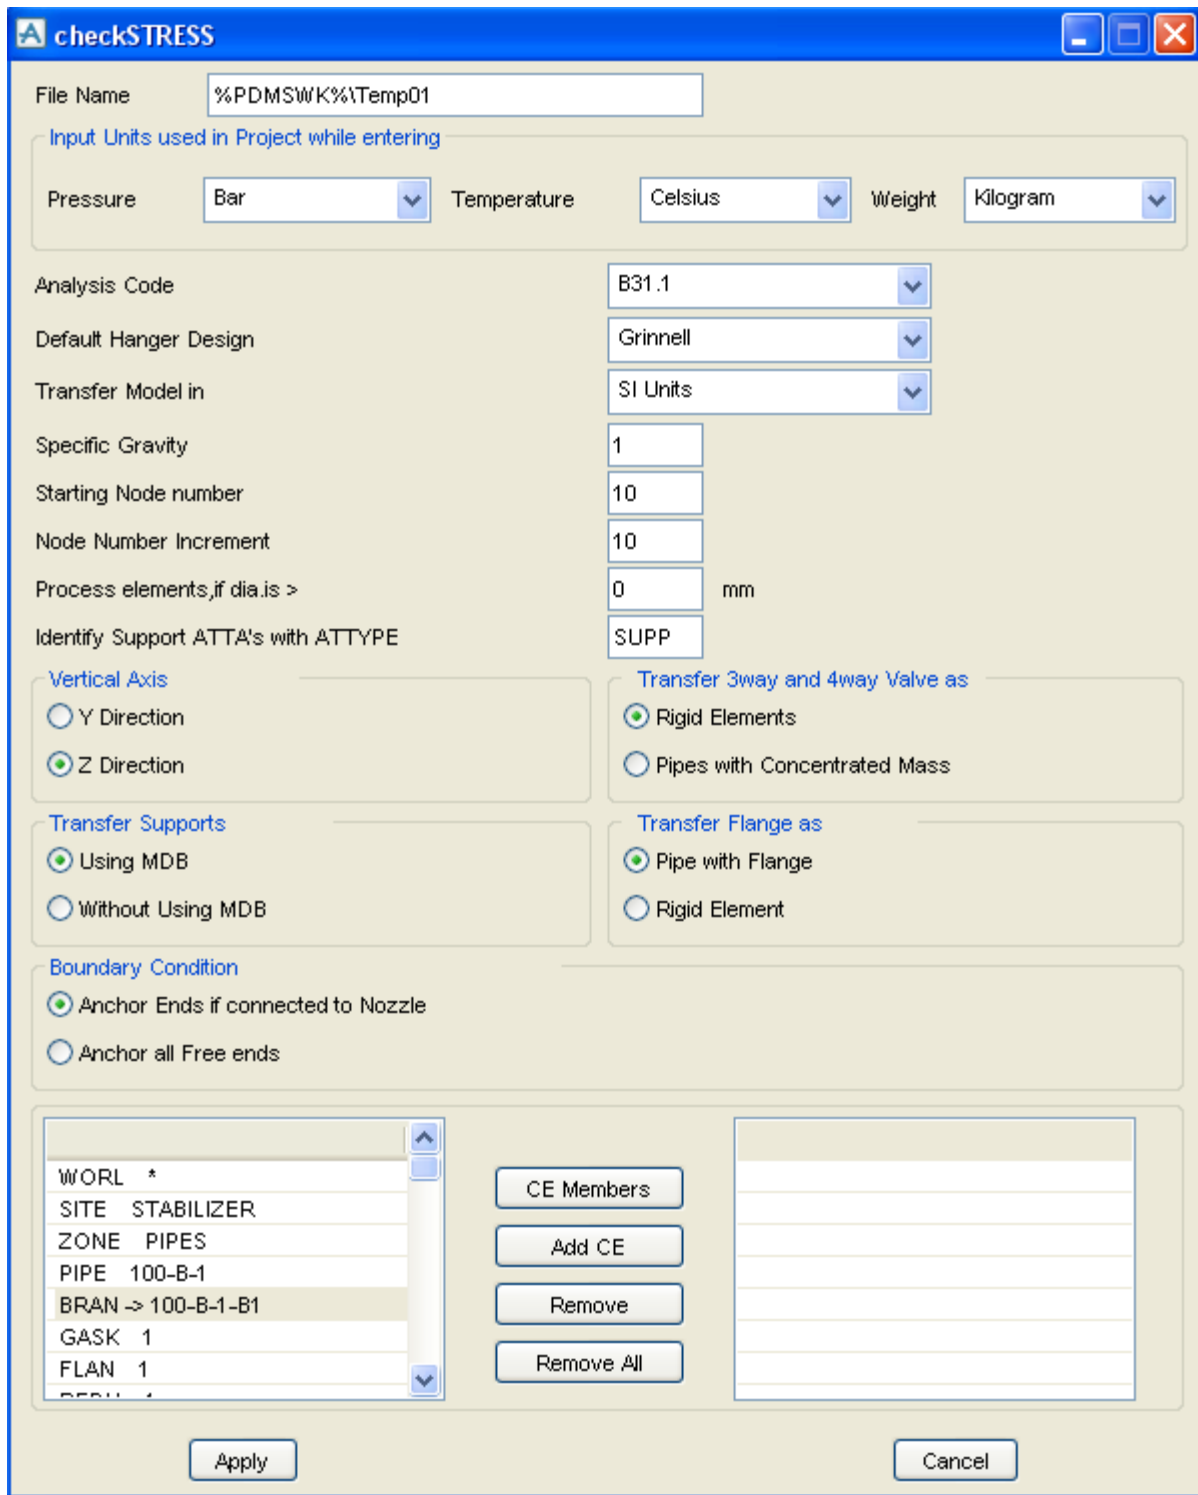 checkSTRESS
File Name %PDMSWK%\Temp01
Input Units used in Project while entering
Pressure Bar Temperature Celsius Weight Kilogram
Analysis Code B31.1
Default Hanger Design Grinnell
Transfer Model in SI Units
Specific Gravity 1
Starting Node number 10
Node Number Increment 10
Process elements,if dia.is > 0 mm
Identify Support ATTA's with ATTYPE SUPP
Vertical Axis
Y Direction
Z Direction
Transfer 3way and 4way Valve as
Rigid Elements
Pipes with Concentrated Mass
Transfer Supports
Using MDB
Without Using MDB
Transfer Flange as
Pipe with Flange
Rigid Element
Boundary Condition
Anchor Ends if connected to Nozzle
Anchor all Free ends
WORL *
SITE STABILIZER
ZONE PIPES
PIPE 100-B-1
BRAN -> 100-B-1-B1
GASK 1
FLAN 1
CE Members
Add CE
Remove
Remove All
Apply
Cancel